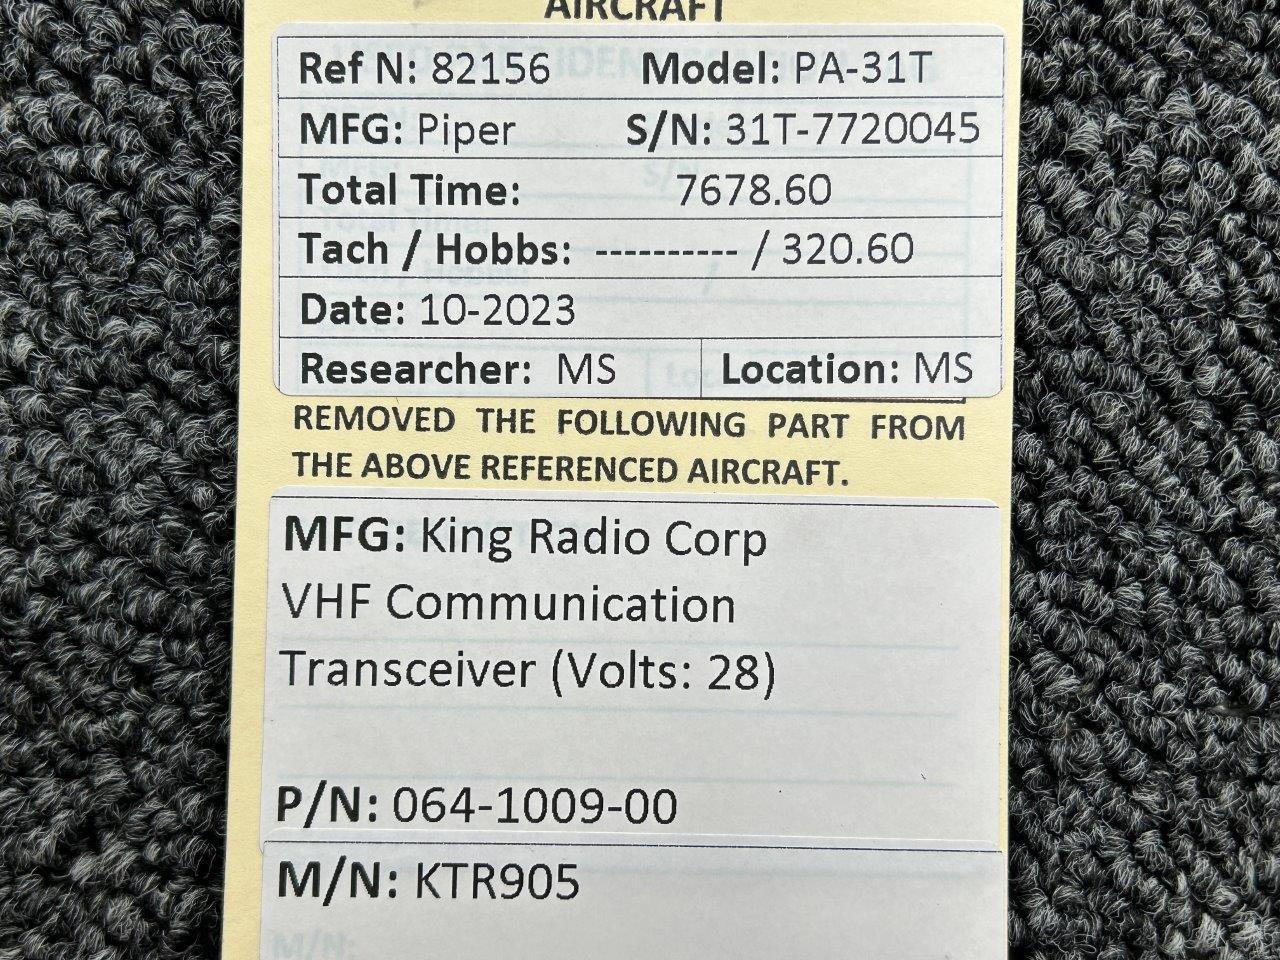 AIRCRAFT
Ref N: 82156 Model: PA-31T
MFG: Piper S/N: 31T-7720045
Total Time: 7678.60
Tach / Hobbs: ---------- / 320.60
Date: 10-2023
Researcher: MS Location: MS
REMOVED THE FOLLOWING PART FROM
THE ABOVE REFERENCED AIRCRAFT.
MFG: King Radio Corp
VHF Communication
Transceiver (Volts: 28)
P/N: 064-1009-00
M/N: KTR905
M/N: